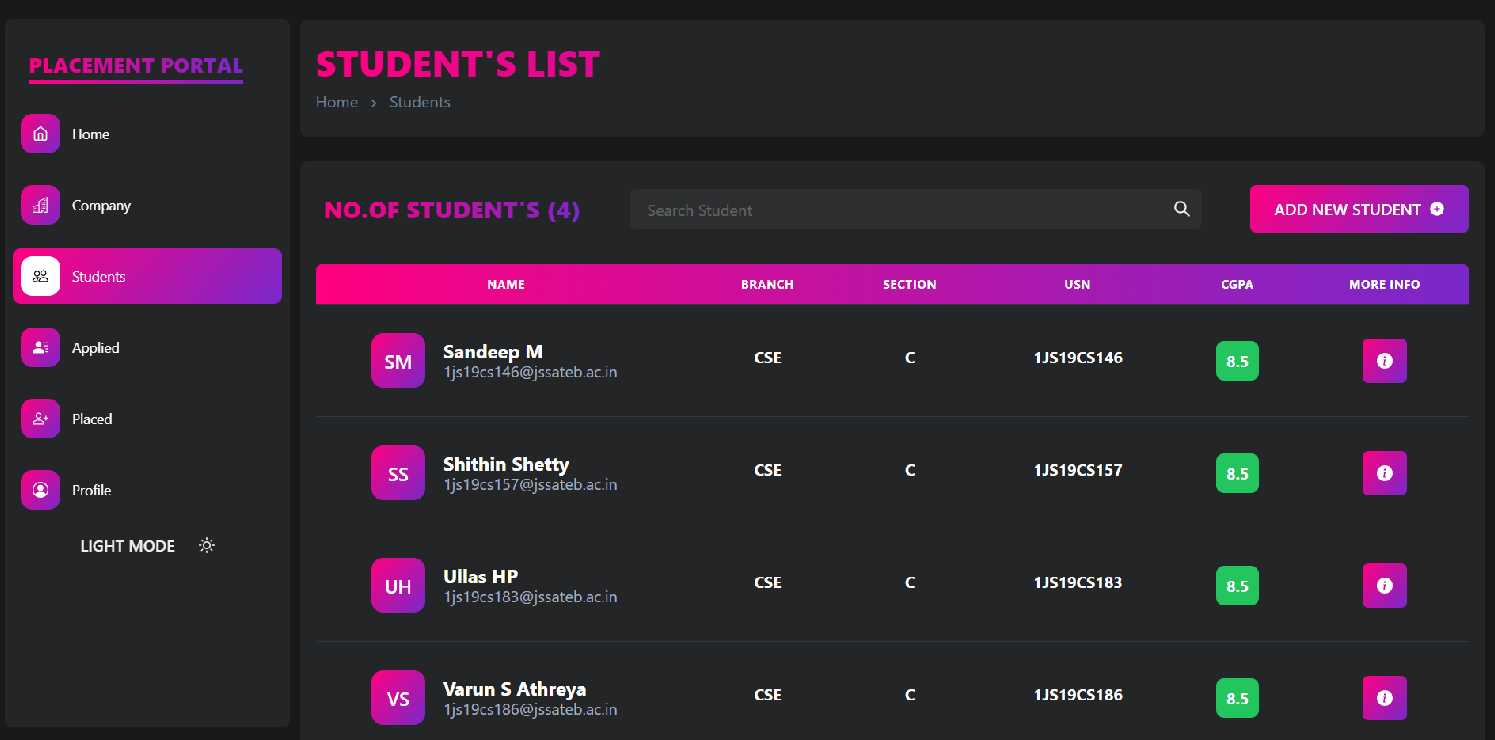 PLACEMENT PORTAL
Home
Company
Students
Applied
Placed
Profile
LIGHT MODE
STUDENT'S LIST
Home › Students
NO.OF STUDENT'S (4)
Search Student
ADD NEW STUDENT
NAME BRANCH SECTION USN CGPA MORE INFO
SM Sandeep M CSE C 1JS19CS146 8.5
1js19cs146@jssateb.ac.in
SS Shithin Shetty CSE C 1JS19CS157 8.5
1js19cs157@jssateb.ac.in
UH Ullas HP CSE C 1JS19CS183 8.5
1js19cs183@jssateb.ac.in
VS Varun S Athreya CSE C 1JS19CS186 8.5
1js19cs186@jssateb.ac.in